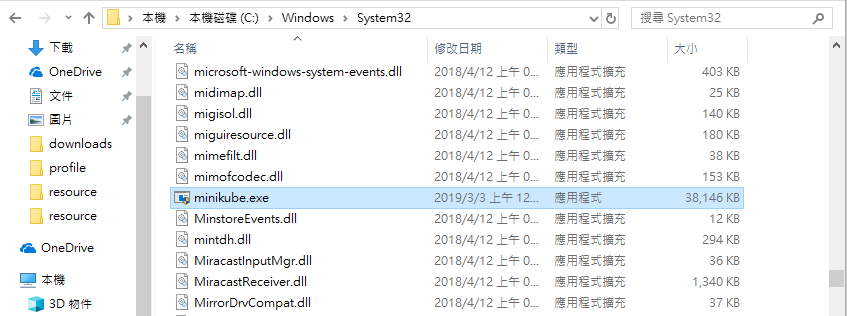 本機 › 本機磁碟 (C:) › Windows › System32
搜尋 System32
下載
OneDrive
文件
圖片
downloads
profile
resource
resource
OneDrive
本機
3D 物件
名稱 修改日期 類型 大小
microsoft-windows-system-events.dll 2018/4/12 上午 0... 應用程式擴充 403 KB
midimap.dll 2018/4/12 上午 0... 應用程式擴充 25 KB
migisol.dll 2018/4/12 上午 0... 應用程式擴充 140 KB
miguiresource.dll 2018/4/12 上午 0... 應用程式擴充 180 KB
mimefilt.dll 2018/4/12 上午 0... 應用程式擴充 38 KB
mimofcodec.dll 2018/4/12 上午 0... 應用程式擴充 153 KB
minikube.exe 2019/3/3 上午 12... 應用程式 38,146 KB
MinstoreEvents.dll 2018/4/12 上午 0... 應用程式擴充 12 KB
mintdh.dll 2018/4/12 上午 0... 應用程式擴充 294 KB
MiracastInputMgr.dll 2018/4/12 上午 0... 應用程式擴充 36 KB
MiracastReceiver.dll 2018/4/12 上午 0... 應用程式擴充 1,340 KB
MirrorDrvCompat.dll 2018/4/12 上午 0... 應用程式擴充 37 KB